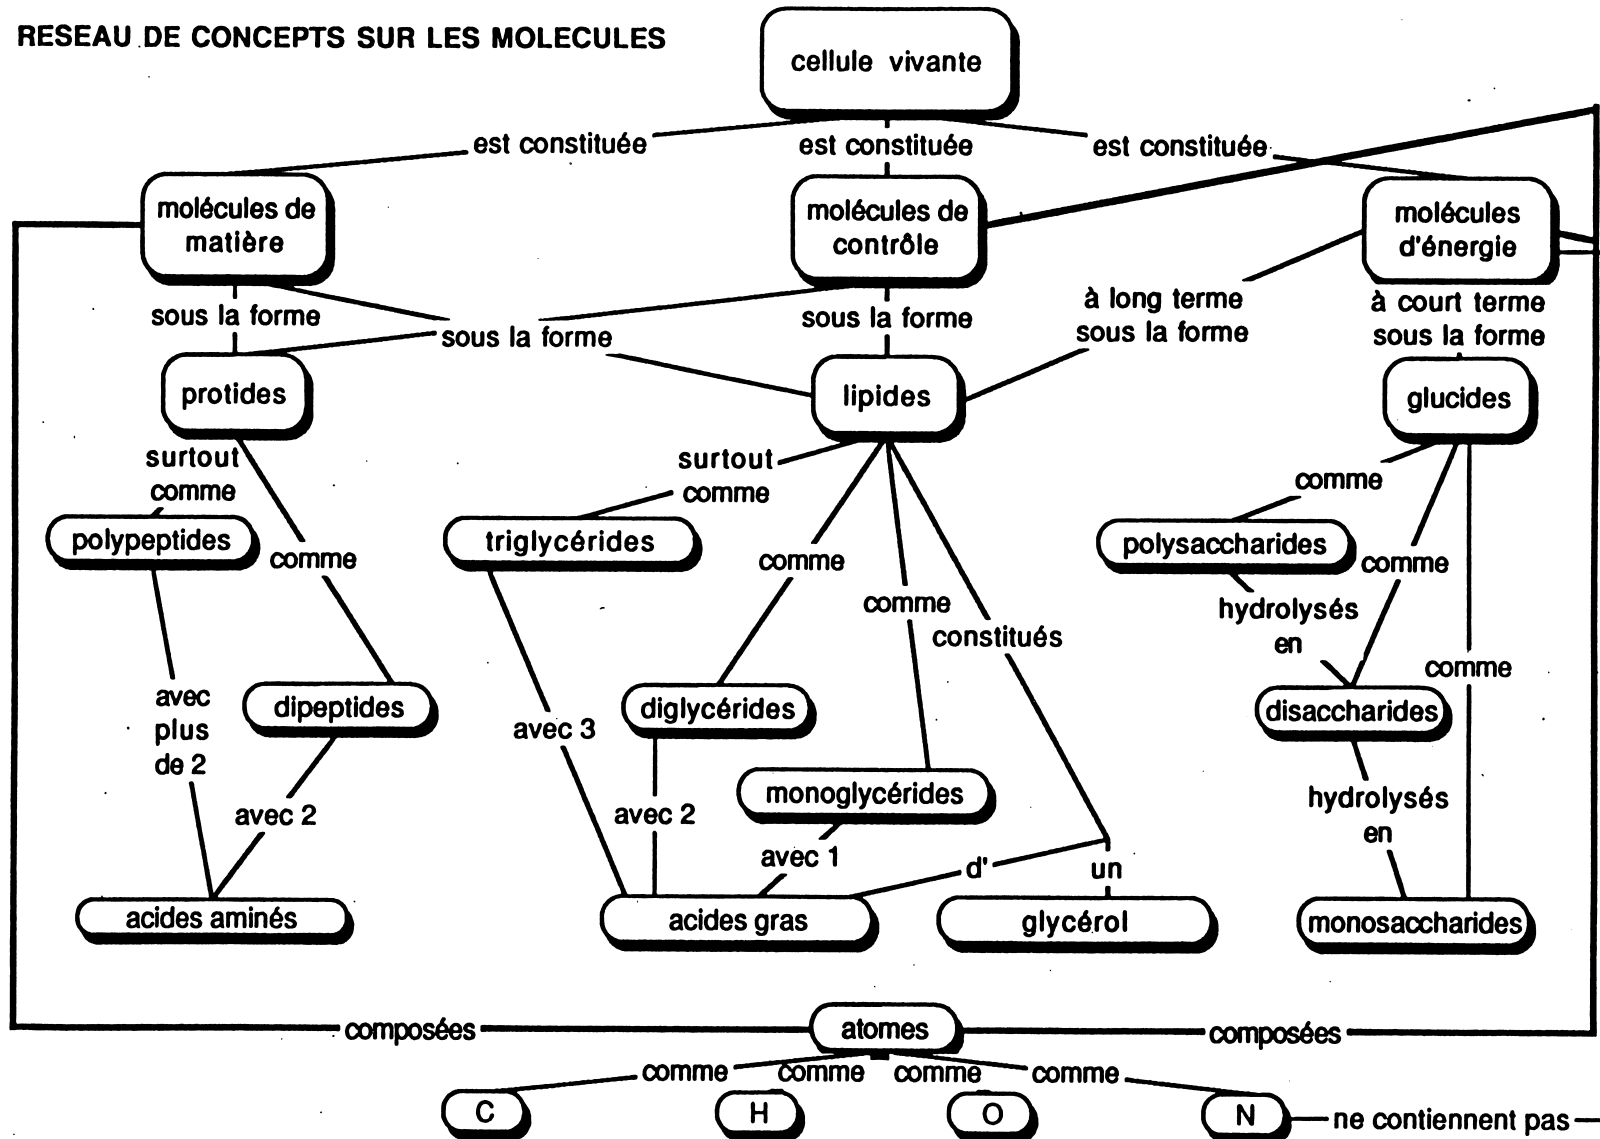 RESEAU DE CONCEPTS SUR LES MOLECULES
cellule vivante
est constituée
est constituée
est constituée
molécules de
matière
molécules de
contrôle
molécules
d'énergie
sous la forme
sous la forme
sous la forme
à long terme
sous la forme
à court terme
sous la forme
protides
lipides
glucides
surtout
comme
surtout
comme
comme
polypeptides
comme
triglycérides
comme
comme
constitués
polysaccharides
comme
hydrolysés
en
comme
avec
plus
de 2
dipeptides
avec 3
diglycérides
disaccharides
avec 2
avec 2
monoglycérides
avec 1
d'
un
hydrolysés
en
acides aminés
acides gras
glycérol
monosaccharides
composées
atomes
composées
comme
comme
comme
comme
C
H
O
N
ne contiennent pas